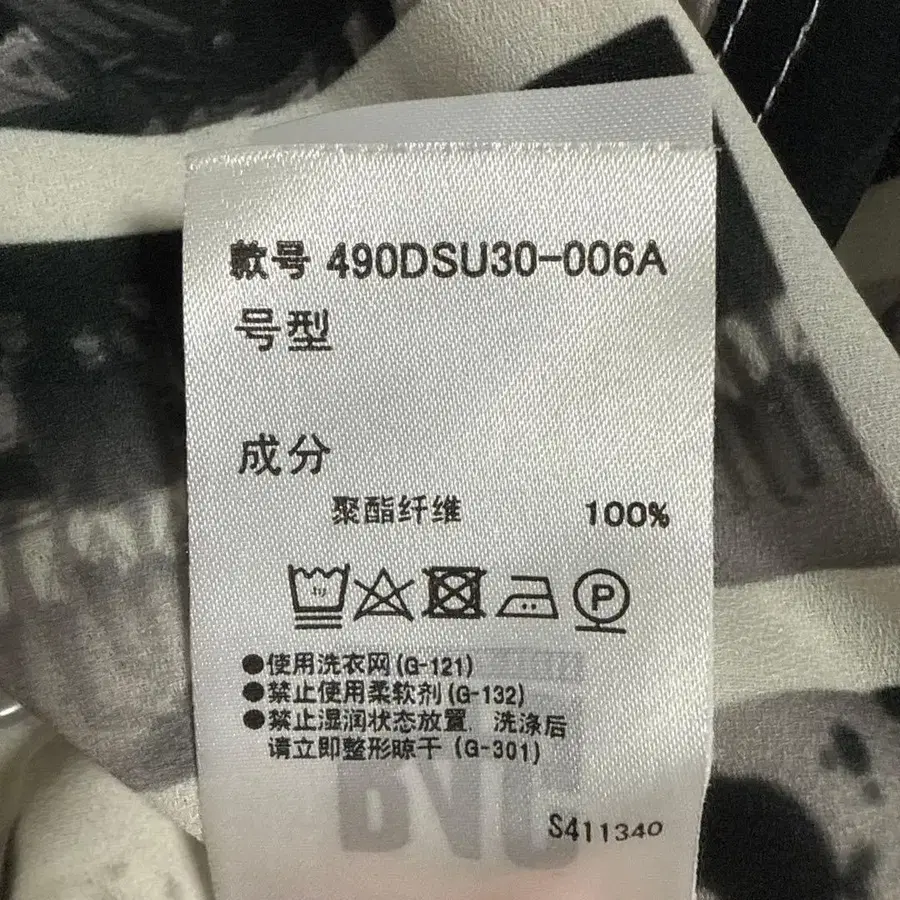 款号 490DSU30-006A
号型
成分
聚酯纤维 100%
P
●使用洗衣网(G-121)
●禁止使用柔软剂(G-132)
●禁止湿润状态放置, 洗涤后
请立即整形晾干 (G-301)
S411340